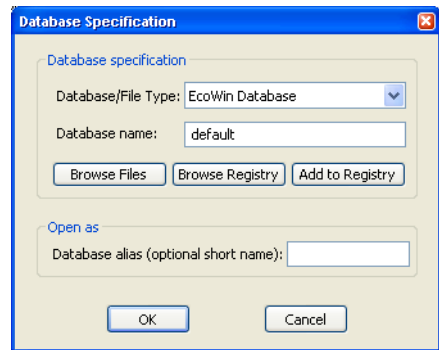 Database Specification
Database specification
Database/File Type: EcoWin Database
Database name: default
Browse Files Browse Registry Add to Registry
Open as
Database alias (optional short name):
OK Cancel